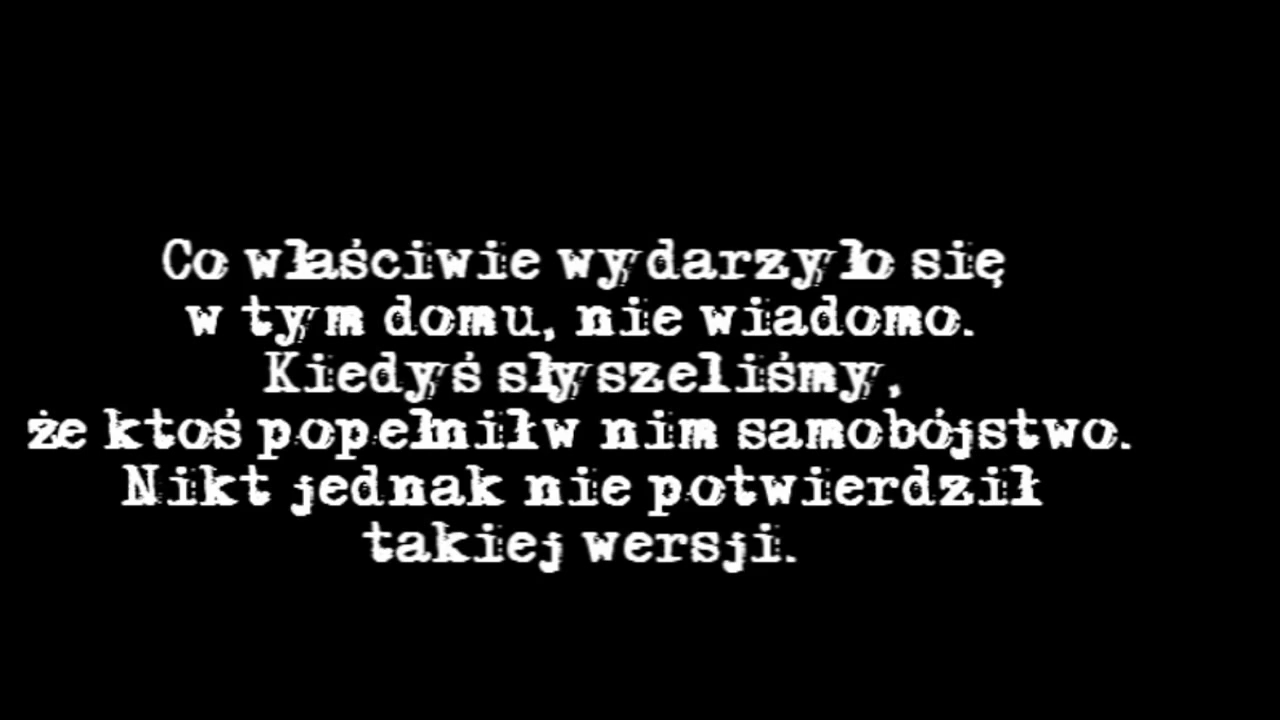 Co właściwie wydarzyło się
w tym domu, nie wiadomo.
Kiedyś słyszeliśmy,
że ktoś popełnił w nim samobójstwo.
Nikt jednak nie potwierdził
takiej wersji.